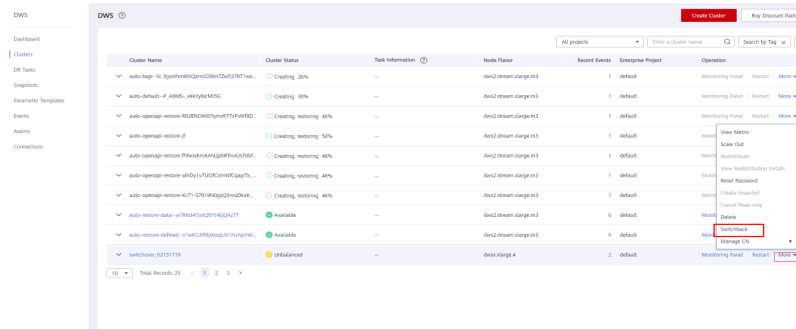 DWS
DWS
Create Cluster
Buy Discount Pack
Dashboard
Clusters
DR Tasks
Snapshots
Parameter Templates
Events
Alarms
Connections
All projects
Enter a cluster name.
Search by Tag
Cluster Name Cluster Status Task Information Node Flavor Recent Events Enterprise Project Operation
Creating 26% -- dws2.stream.xlarge.m3 1 default Monitoring Panel Restart More
Creating 30% -- dws2.stream.xlarge.m3 1 default Monitoring Panel Restart More
Creating, restoring 46% -- dws2.stream.xlarge.m3 1 default Monitoring Panel Restart More
auto-openapi-restore-jf Creating, restoring 50% -- dws2.stream.xlarge.m3 1 default
Creating, restoring 46% -- dws2.stream.xlarge.m3 1 default
Creating, restoring 46% -- dws2.stream.xlarge.m3 1 default
Creating, restoring 46% -- dws2.stream.xlarge.m3 1 default
Available -- dws2.stream.xlarge.m3 6 default
Available -- dws2.stream.xlarge.m3 8 default
switchover_02151719 Unbalanced -- dwsx.xlarge.4 2 default Monitoring Panel Restart More
View Metric
Scale Out
Redistribute
View Redistribution Details
Reset Password
Create Snapshot
Cancel Read-only
Delete
Switchback
Manage CN
10 Total Records: 25 < 1 2 3 >